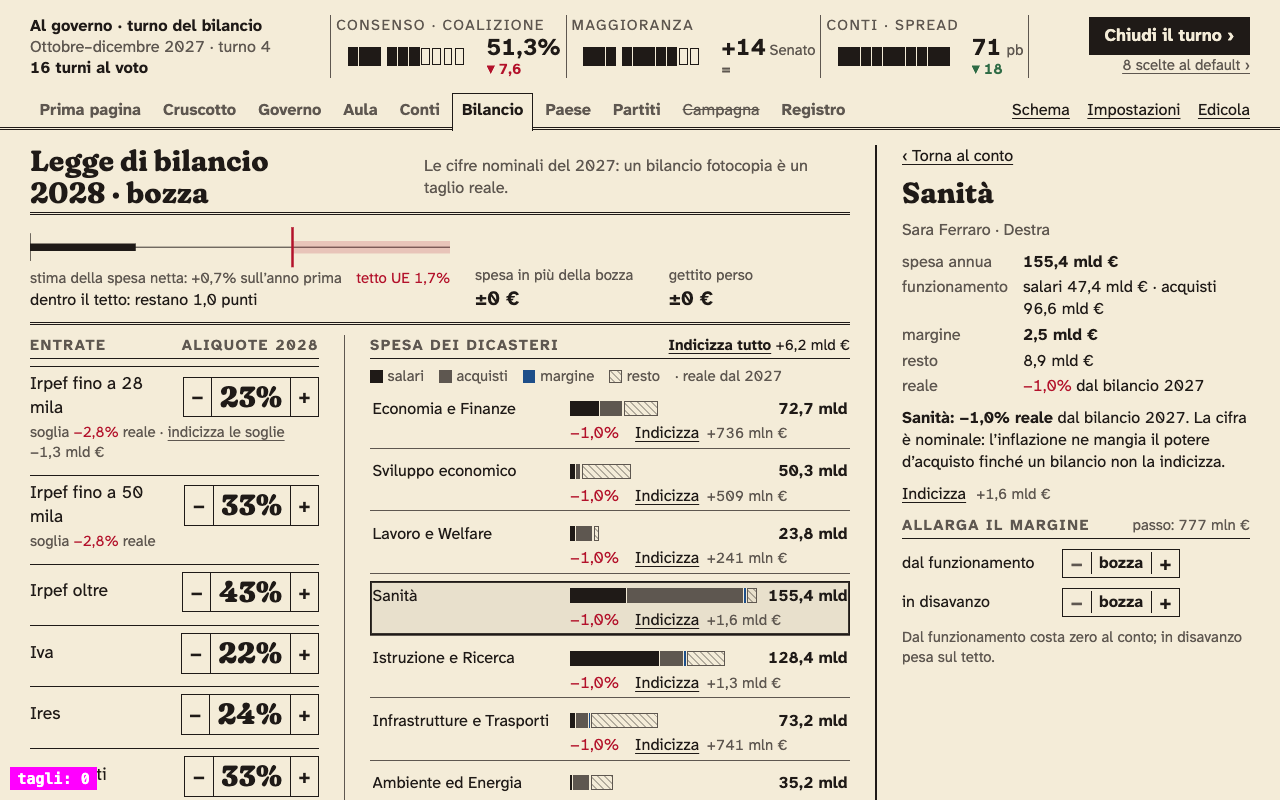 Al governo · turno del bilancio
Ottobre–dicembre 2027 · turno 4
16 turni al voto
CONSENSO · COALIZIONE
51,3%
▼ 7,6
MAGGIORANZA
+14 Senato
=
CONTI · SPREAD
71 pb
▼ 18
Chiudi il turno ›
8 scelte al default ›
Prima pagina Cruscotto Governo Aula Conti Bilancio Paese Partiti Campagna Registro Schema Impostazioni Edicola
Legge di bilancio
2028 · bozza
Le cifre nominali del 2027: un bilancio fotocopia è un
taglio reale.
stima della spesa netta: +0,7% sull’anno prima tetto UE 1,7%
dentro il tetto: restano 1,0 punti
spesa in più della bozza
±0 €
gettito perso
±0 €
ENTRATE ALIQUOTE 2028
Irpef fino a 28
mila
– 23% +
soglia –2,8% reale · indicizza le soglie
–1,3 mld €
Irpef fino a 50
mila
– 33% +
soglia –2,8% reale
Irpef oltre – 43% +
Iva – 22% +
Ires – 24% +
ti – 33% +
tagli: 0
SPESA DEI DICASTERI Indicizza tutto +6,2 mld €
salari acquisti margine resto · reale dal 2027
Economia e Finanze 72,7 mld
–1,0% Indicizza +736 mln €
Sviluppo economico 50,3 mld
–1,0% Indicizza +509 mln €
Lavoro e Welfare 23,8 mld
–1,0% Indicizza +241 mln €
Sanità 155,4 mld
–1,0% Indicizza +1,6 mld €
Istruzione e Ricerca 128,4 mld
–1,0% Indicizza +1,3 mld €
Infrastrutture e Trasporti 73,2 mld
–1,0% Indicizza +741 mln €
Ambiente ed Energia 35,2 mld
‹ Torna al conto
Sanità
Sara Ferraro · Destra
spesa annua 155,4 mld €
funzionamento salari 47,4 mld € · acquisti
96,6 mld €
margine 2,5 mld €
resto 8,9 mld €
reale –1,0% dal bilancio 2027
Sanità: –1,0% reale dal bilancio 2027. La cifra
è nominale: l’inflazione ne mangia il potere
d’acquisto finché un bilancio non la indicizza.
Indicizza +1,6 mld €
ALLARGA IL MARGINE passo: 777 mln €
dal funzionamento – bozza +
in disavanzo – bozza +
Dal funzionamento costa zero al conto; in disavanzo
pesa sul tetto.